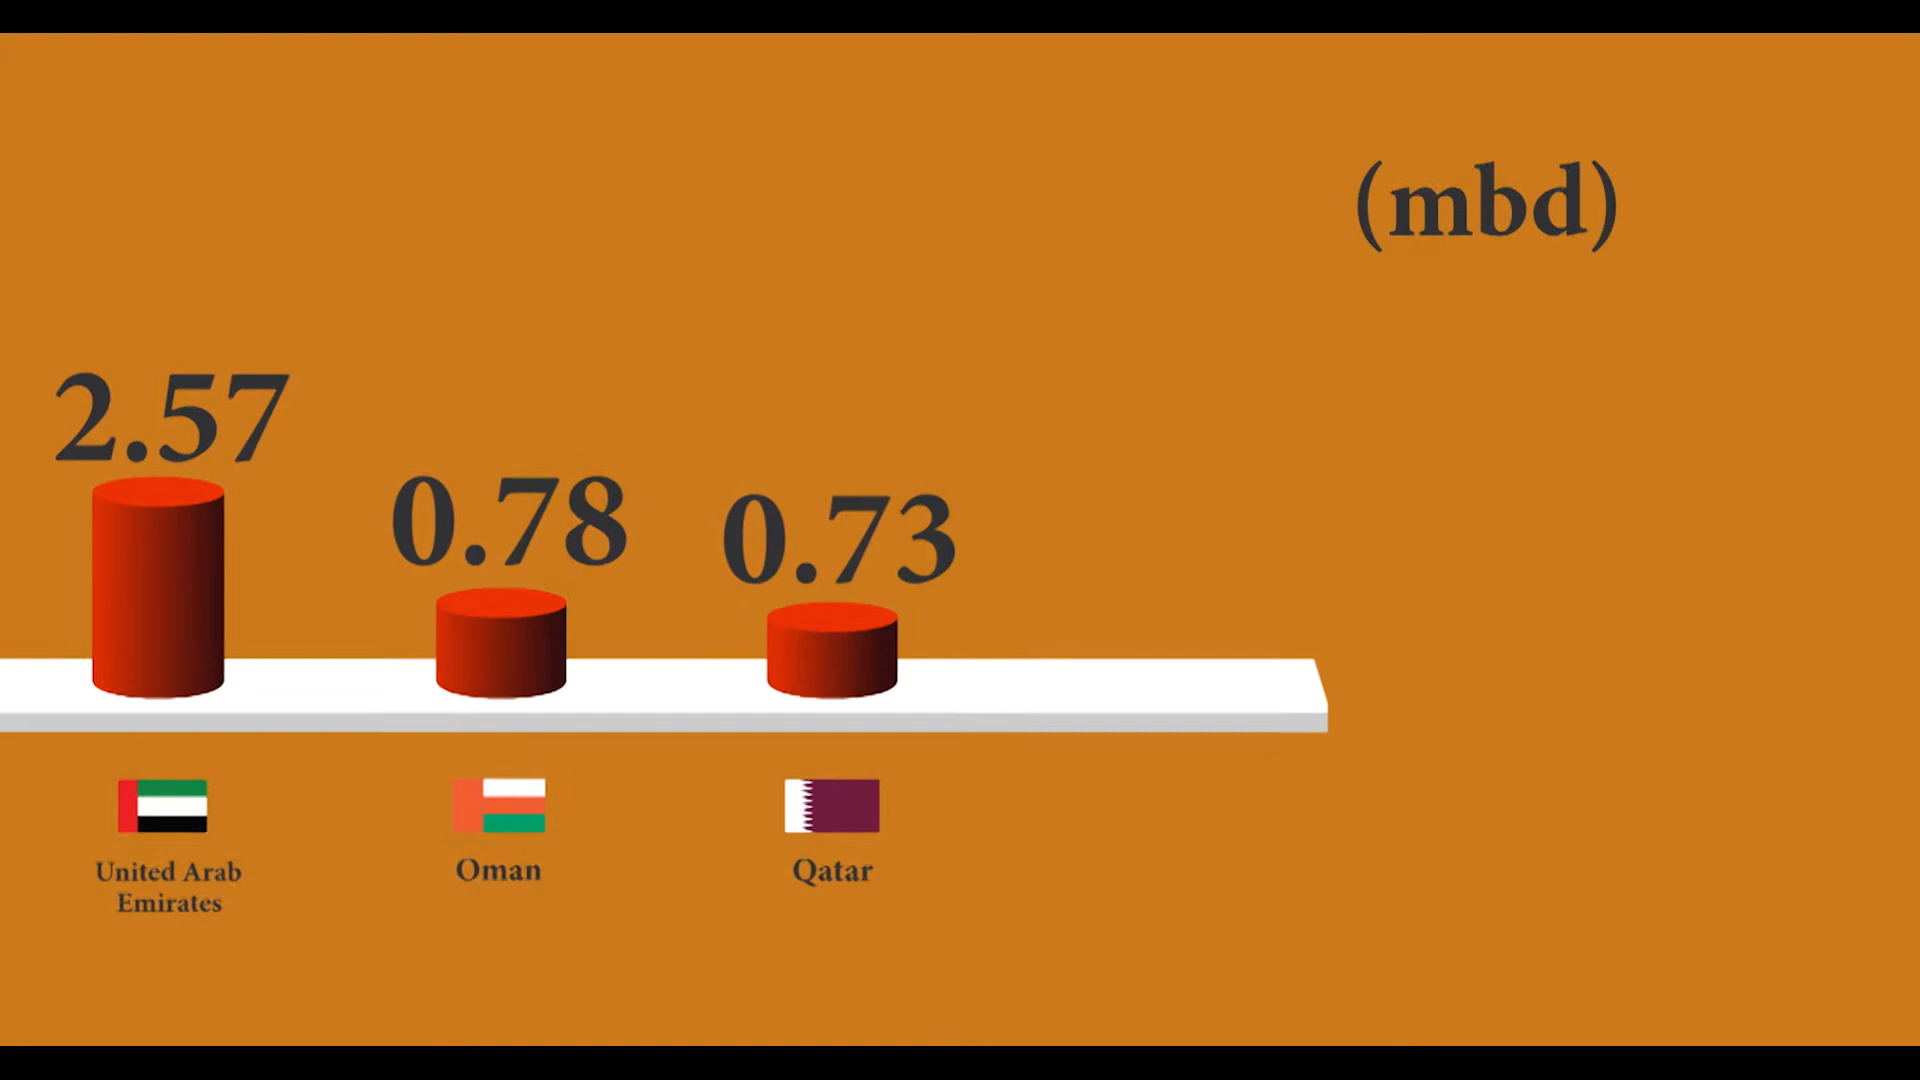 (mbd)
2.57
0.78
0.73
United Arab
Emirates
Oman
Qatar